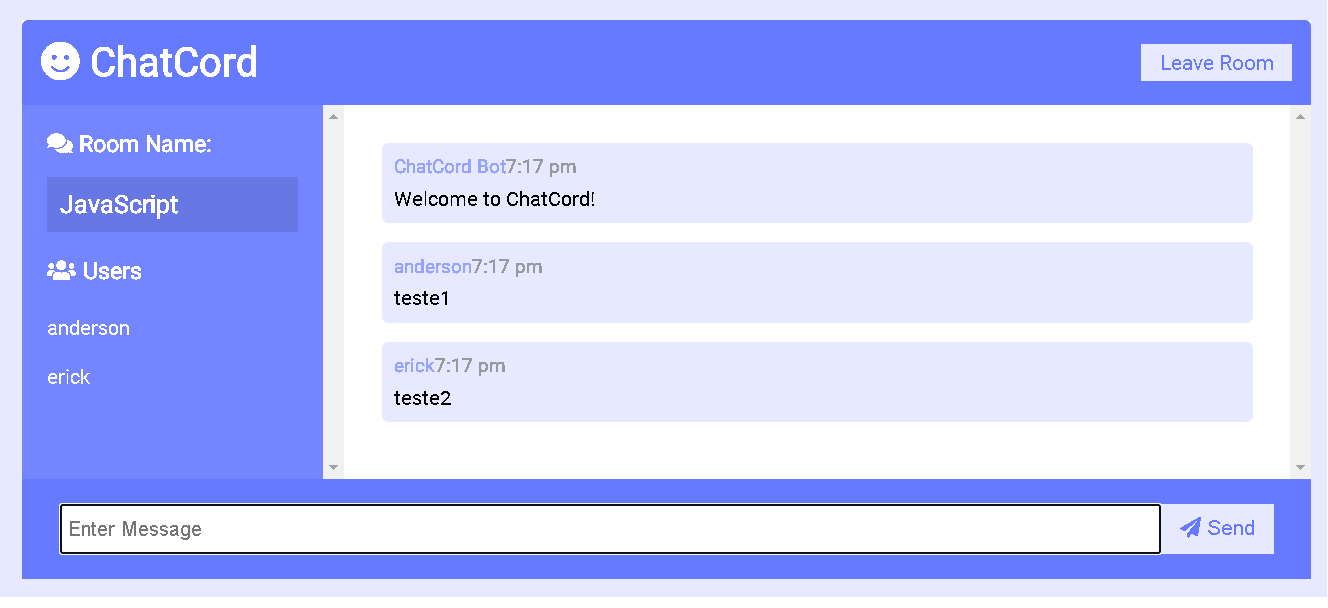 ChatCord
Leave Room
Room Name:
JavaScript
Users
anderson
erick
ChatCord Bot7:17 pm
Welcome to ChatCord!
anderson7:17 pm
teste1
erick7:17 pm
teste2
Enter Message
Send